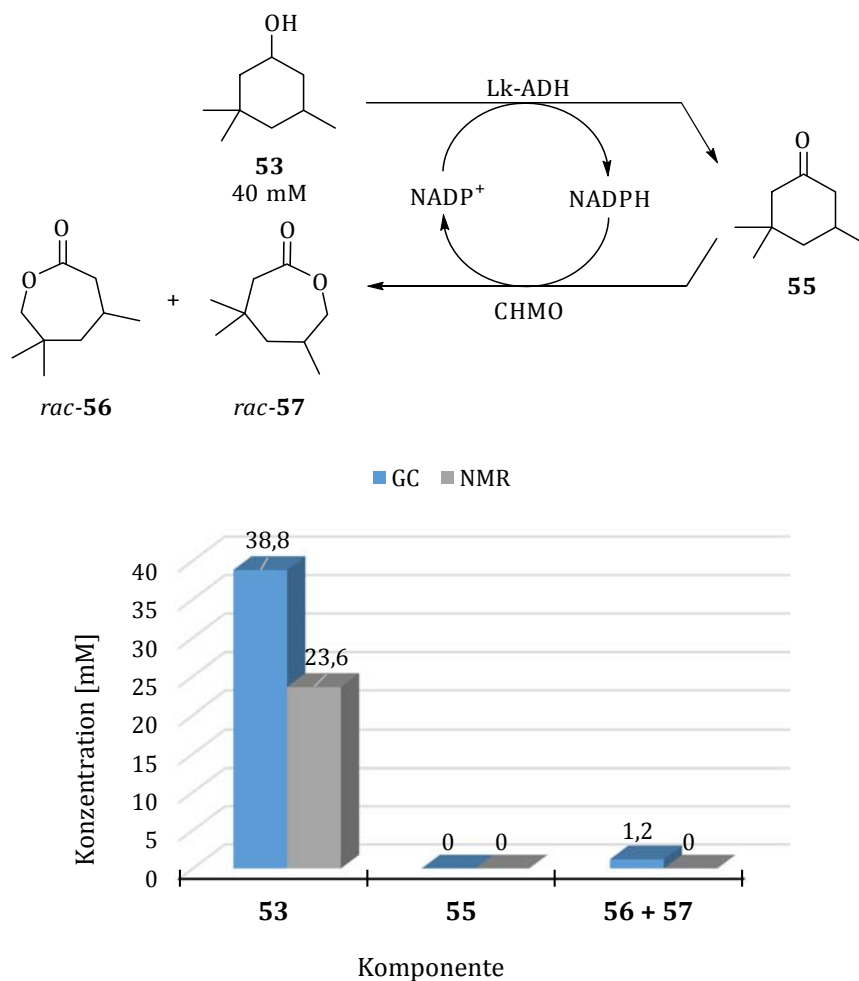 OH
53
40 mM
Lk-ADH
NADP+
NADPH
CHMO
O
55
O
O
+
O
O
rac-56
rac-57
GC NMR
Konzentration [mM]
40
35
30
25
20
15
10
5
0
38,8
23,6
0
0
1,2
0
53
55
56 + 57
Komponente